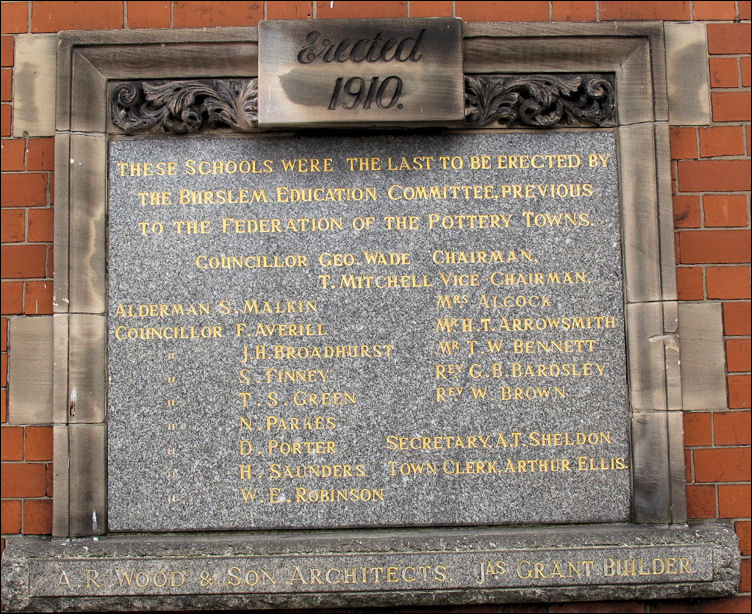 Erected
1910.
THESE SCHOOLS WERE THE LAST TO BE ERECTED BY
THE BURSLEM EDUCATION COMMITTEE, PREVIOUS
TO THE FEDERATION OF THE POTTERY TOWNS.
COUNCILLOR GEO. WADE CHAIRMAN.
T. MITCHELL VICE CHAIRMAN.
ALDERMAN S. MALKIN MRS ALCOCK
COUNCILLOR F. AVERILL MR H.T. ARROWSMITH
" J.H. BROADHURST MR T.W. BENNETT
" S. FINNEY REV G.B. BARDSLEY
" T.S. GREEN REV W. BROWN
" N. PARKES
" D. PORTER SECRETARY, A.T. SHELDON
" H. SAUNDERS TOWN CLERK, ARTHUR ELLIS.
" W.E. ROBINSON
A.R. WOOD & SON ARCHITECTS. JAS GRANT BUILDER